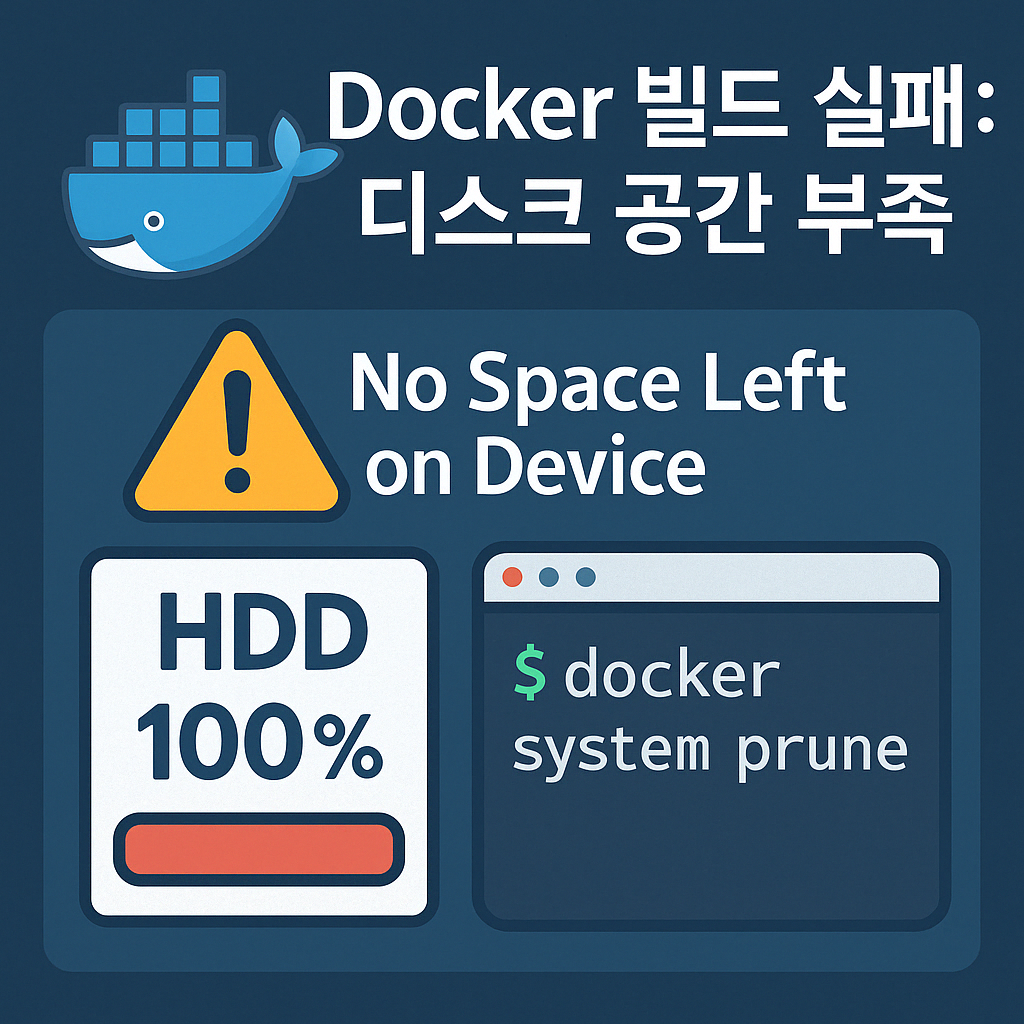 Docker 빌드 실패:
디스크 공간 부족
No Space Left
on Device
HDD
100%
$ docker
system prune